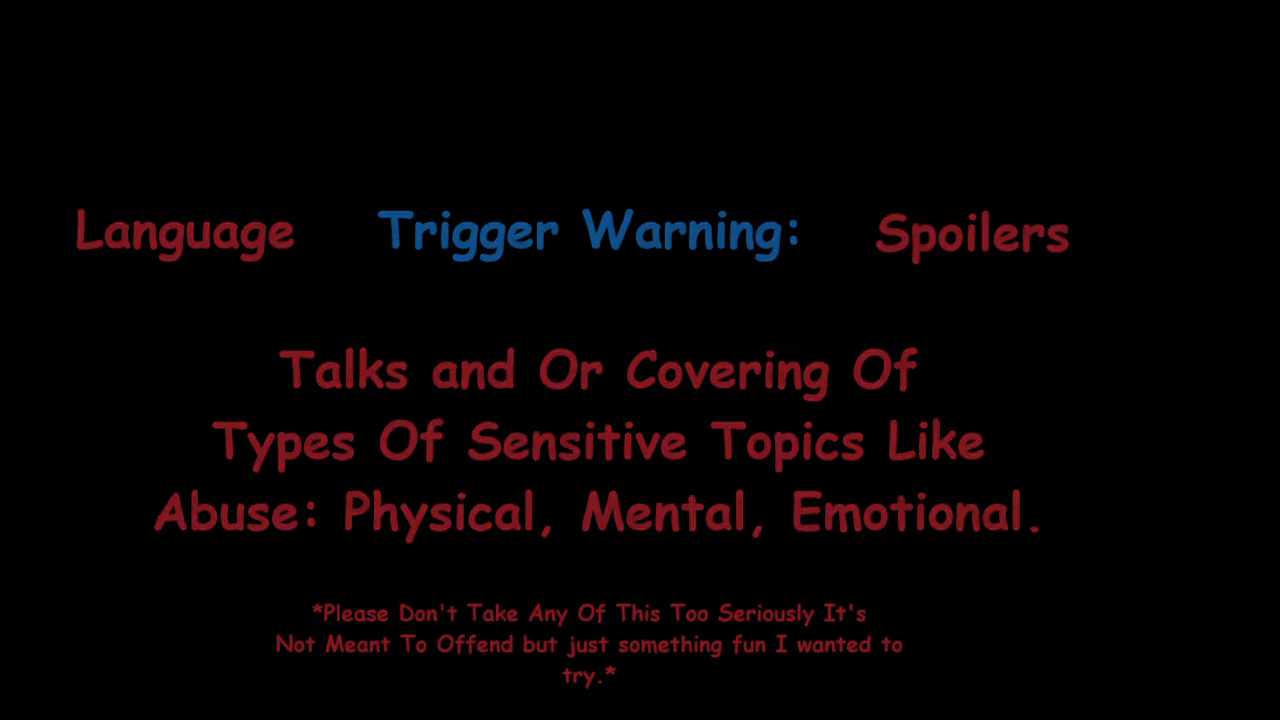 Language Trigger Warning: Spoilers
Talks and Or Covering Of
Types Of Sensitive Topics Like
Abuse: Physical, Mental, Emotional.
*Please Don't Take Any Of This Too Seriously It's
Not Meant To Offend but just something fun I wanted to
try.*